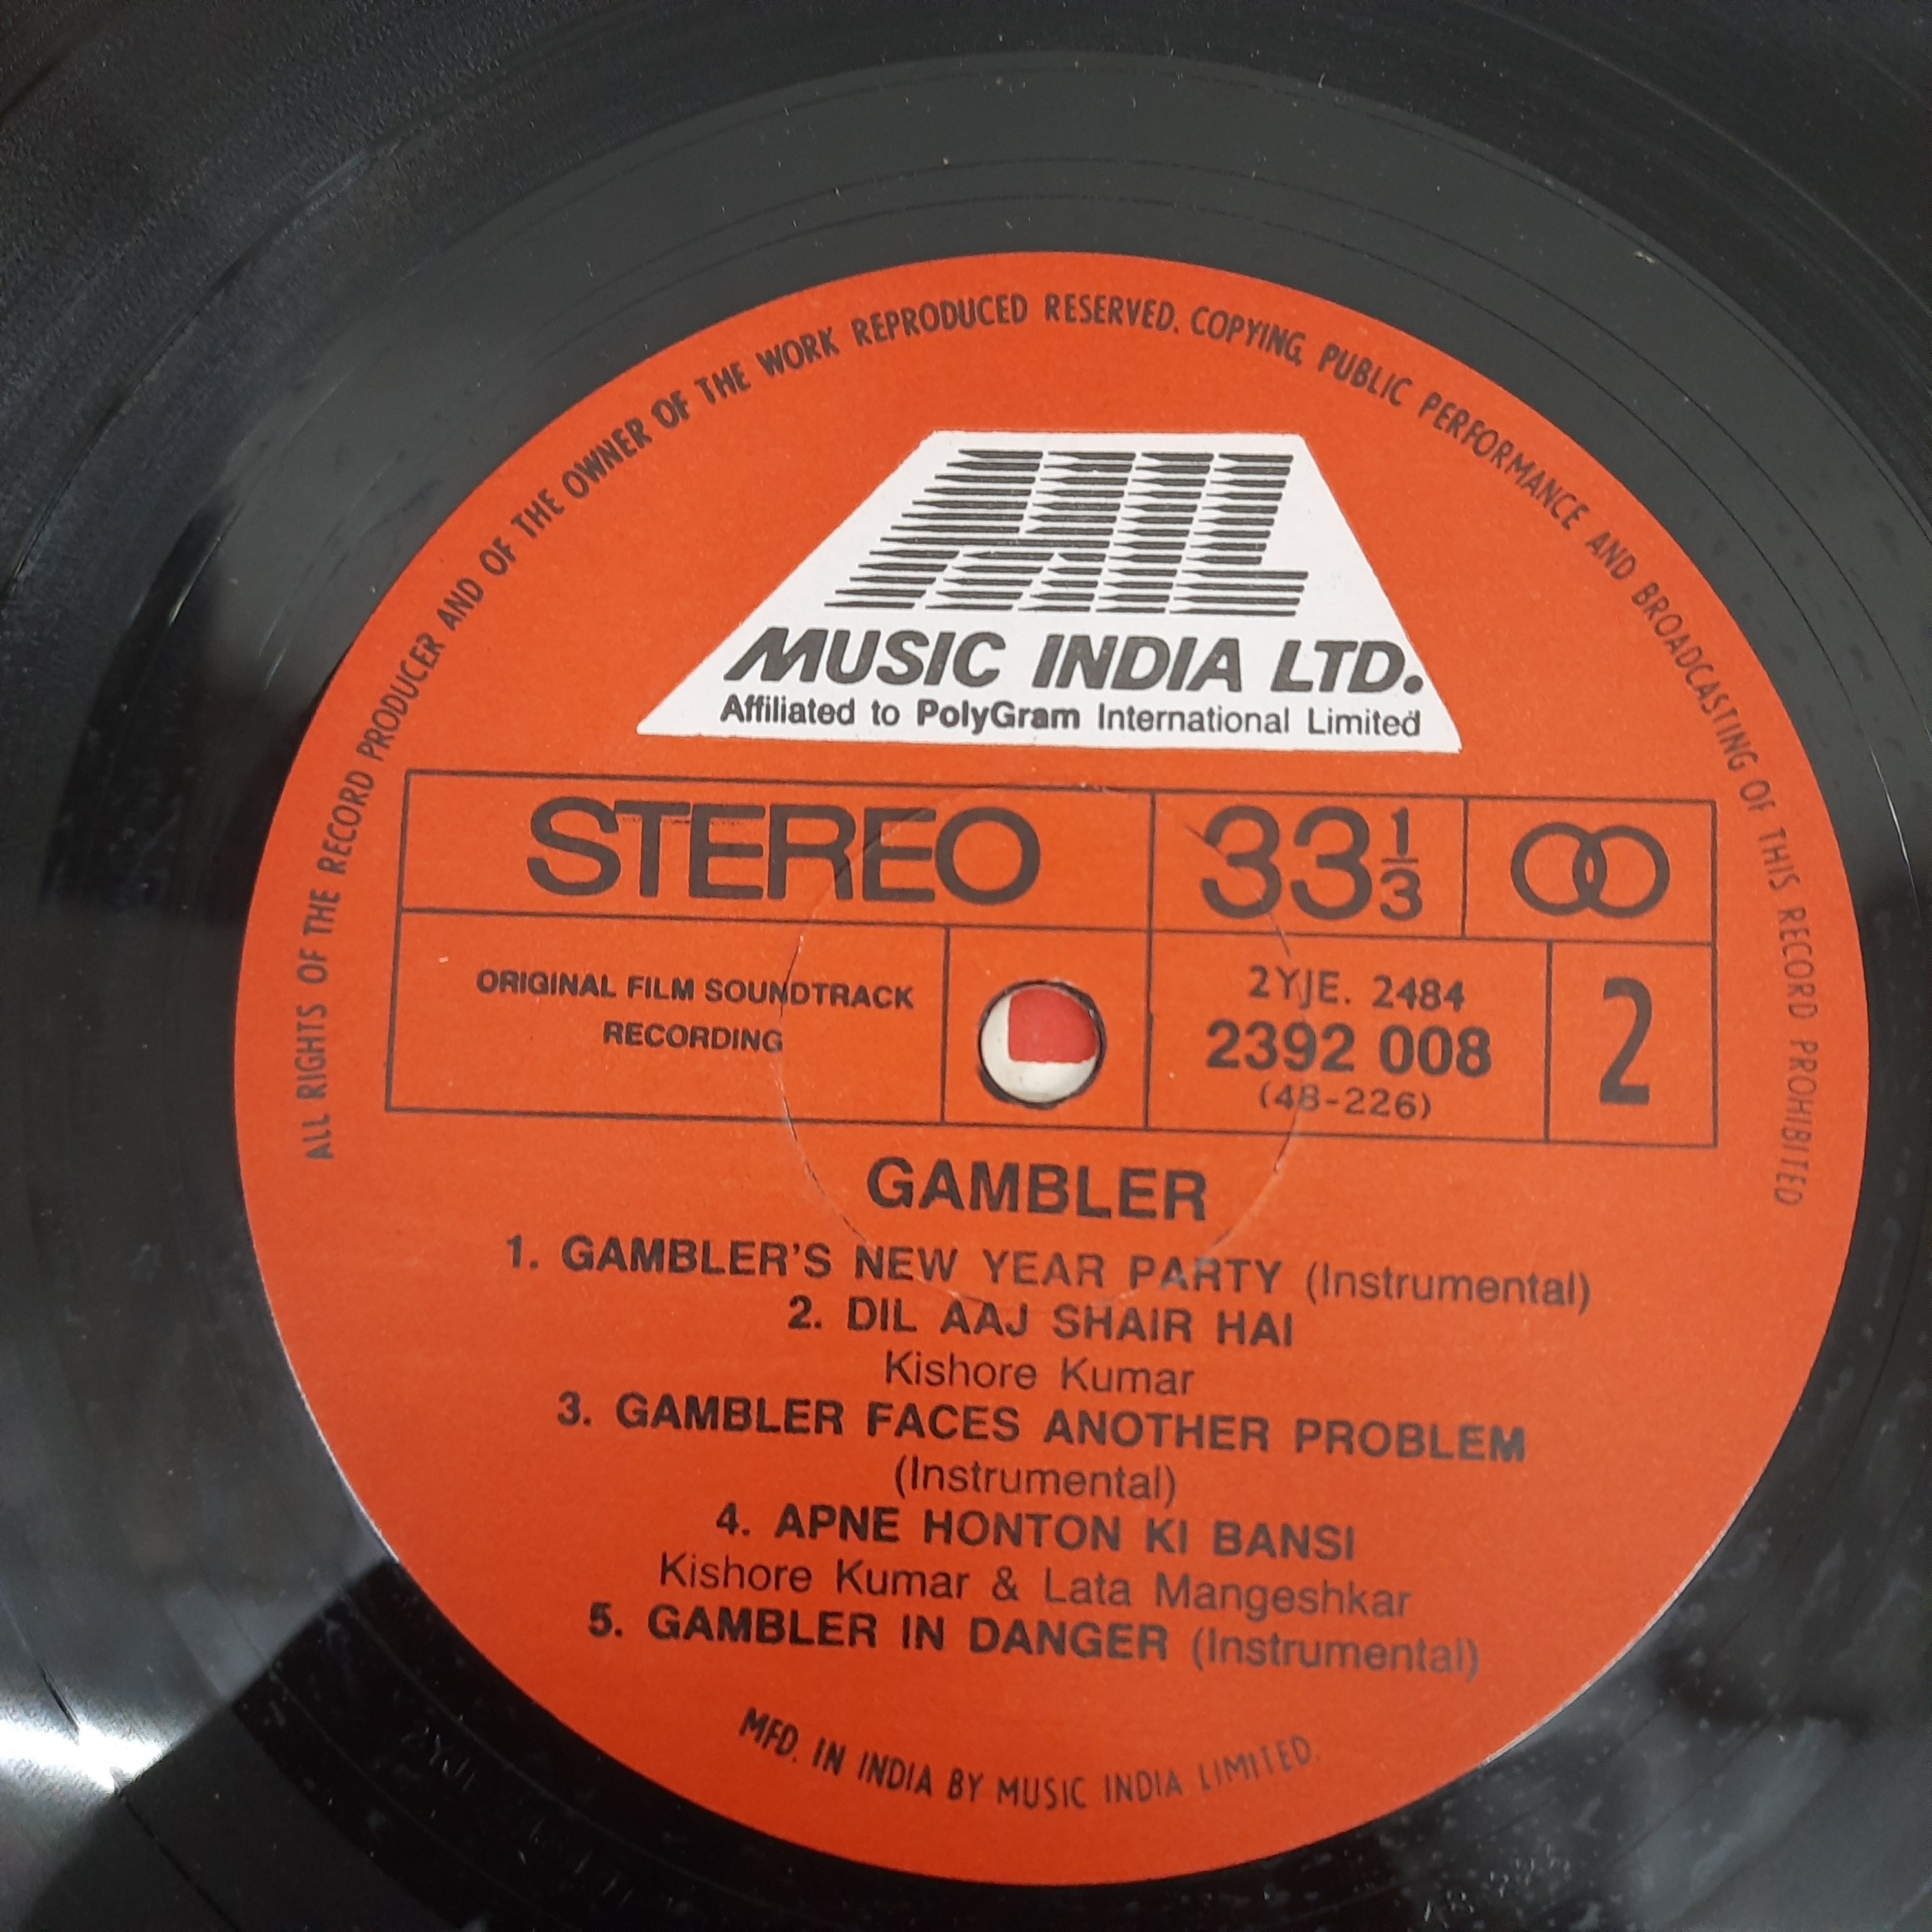 ALL RIGHTS OF THE RECORD PRODUCER AND OF THE OWNER OF THE WORK REPRODUCED RESERVED. COPYING, PUBLIC PERFORMANCE AND BROADCASTING OF THIS RECORD PROHIBITED
MIL
MUSIC INDIA LTD.
Affiliated to PolyGram International Limited
STEREO 33 1/3
ORIGINAL FILM SOUNDTRACK
RECORDING
2YJE. 2484
2392 008
(48-226)
2
GAMBLER
1. GAMBLER'S NEW YEAR PARTY (Instrumental)
2. DIL AAJ SHAIR HAI
Kishore Kumar
3. GAMBLER FACES ANOTHER PROBLEM
(Instrumental)
4. APNE HONTON KI BANSI
Kishore Kumar & Lata Mangeshkar
5. GAMBLER IN DANGER (Instrumental)
MFD. IN INDIA BY MUSIC INDIA LIMITED.